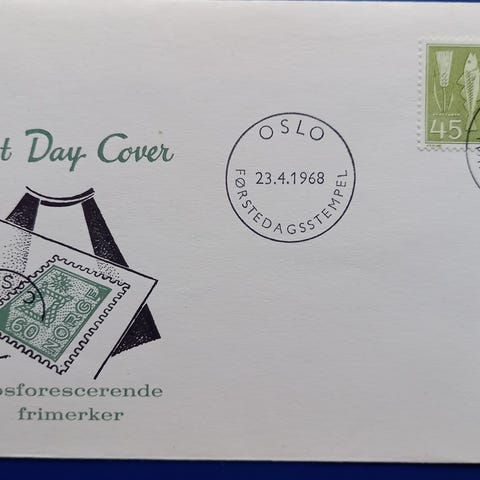 t Day Cover
OSLO
23.4.1968
FØRSTEDAGSSTEMPEL
45
60 NORGE
osforescerende
frimerker